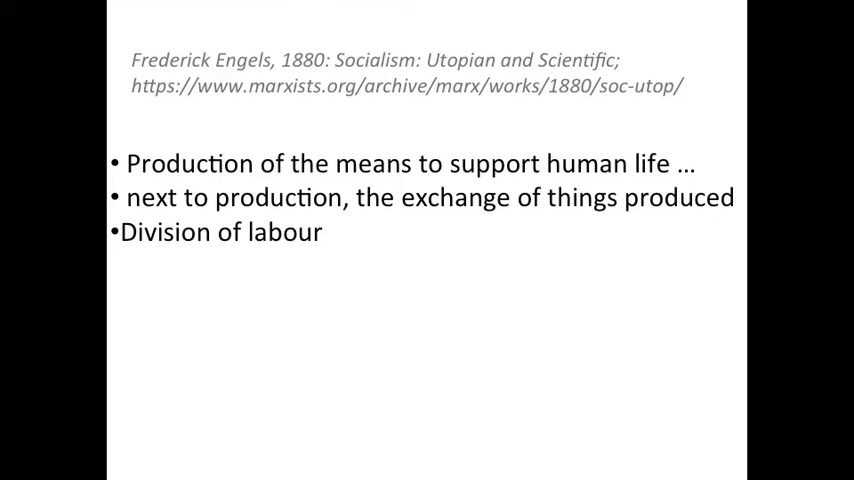 Frederick Engels, 1880: Socialism: Utopian and Scientific;
https://www.marxists.org/archive/marx/works/1880/soc-utop/
• Production of the means to support human life ...
• next to production, the exchange of things produced
•Division of labour